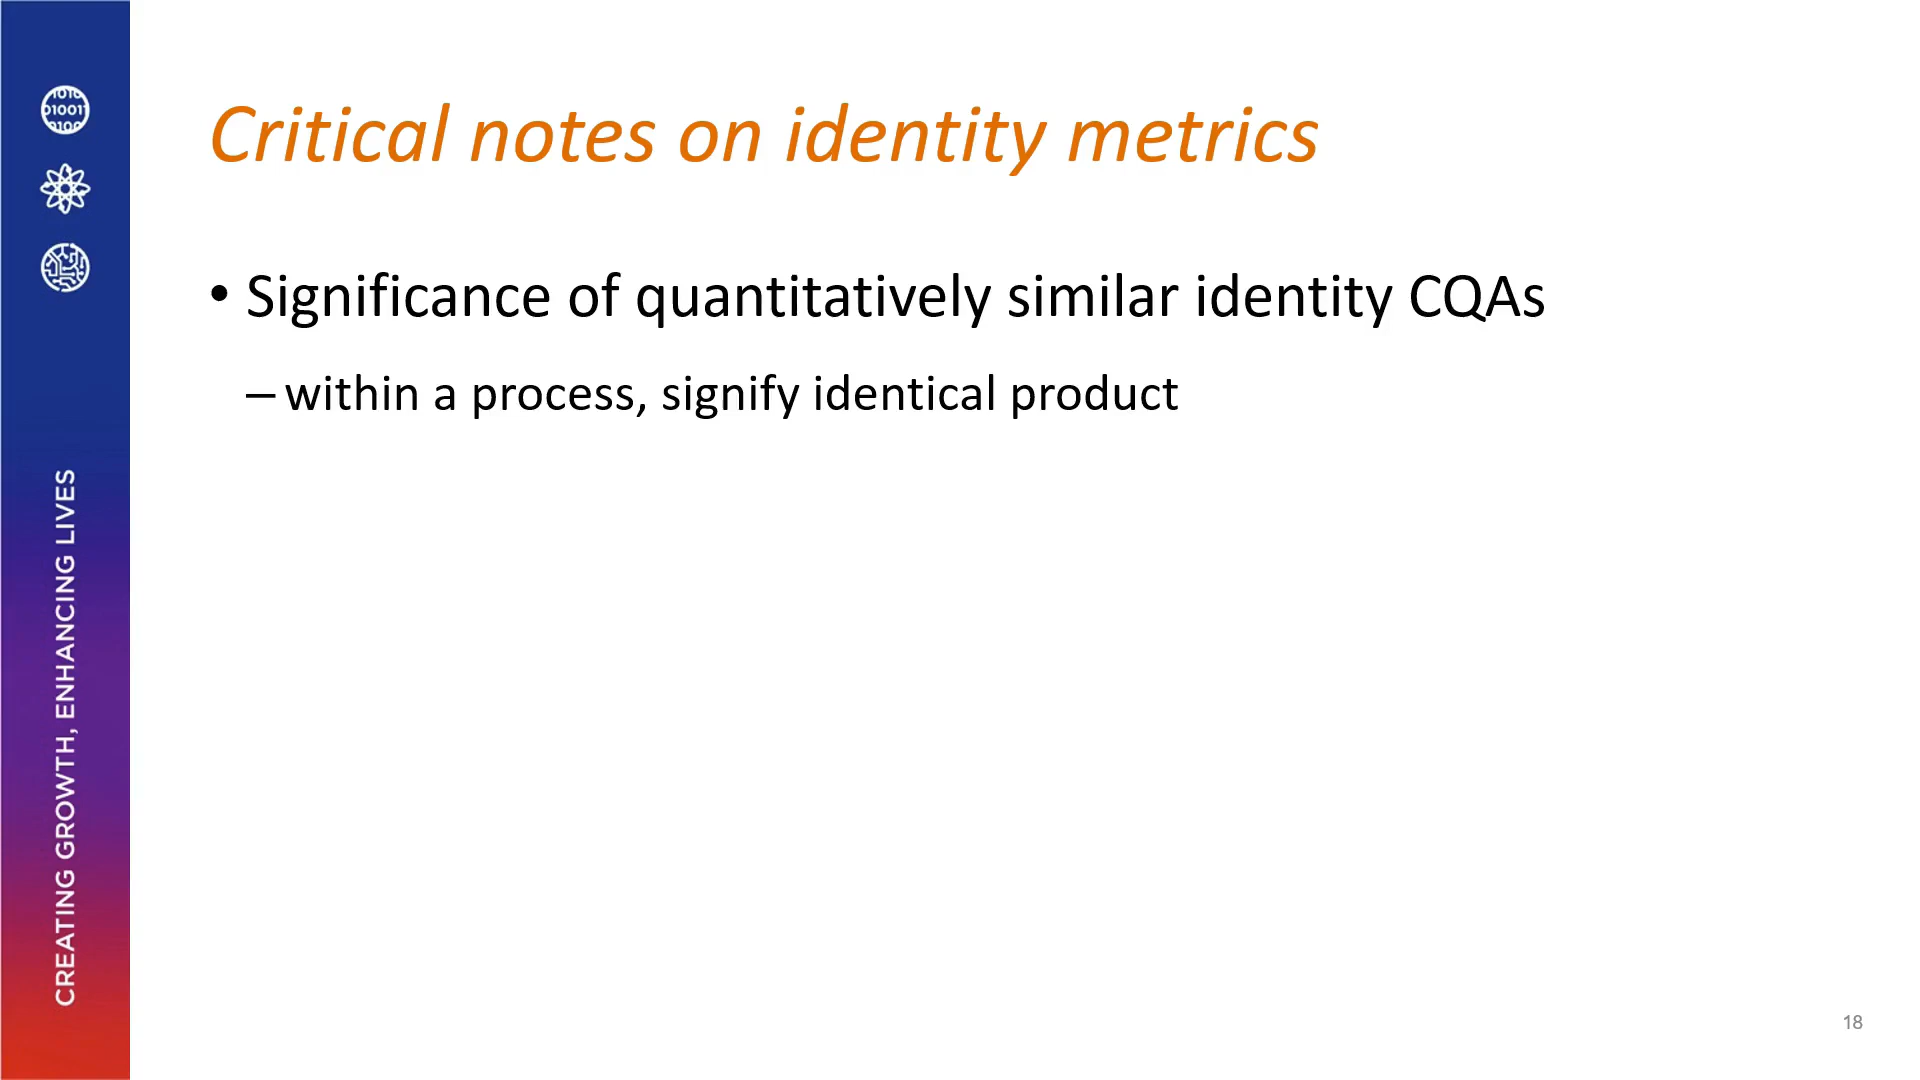 Critical notes on identity metrics
• Significance of quantitatively similar identity CQAs
– within a process, signify identical product
CREATING GROWTH, ENHANCING LIVES
18